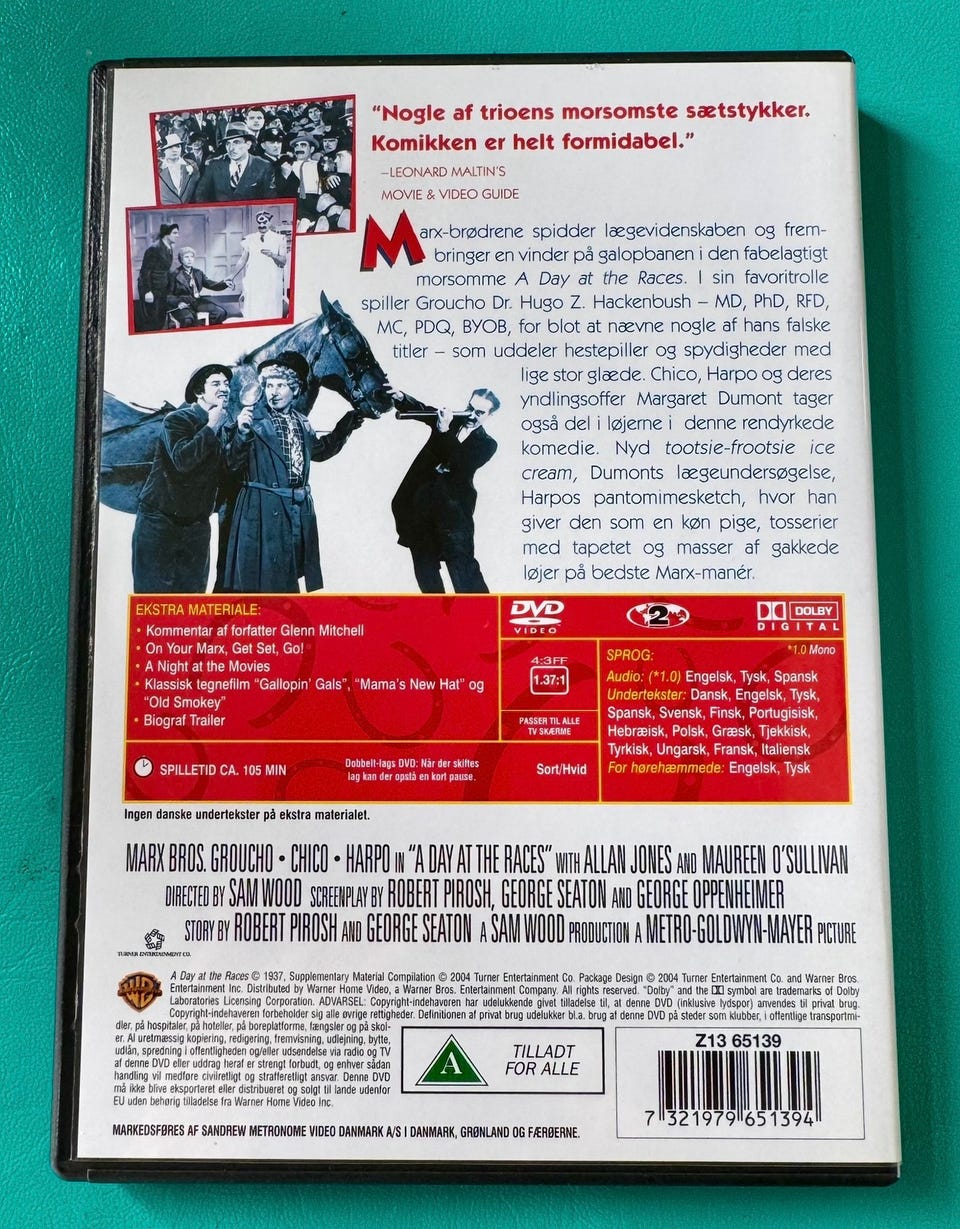 “Nogle af trioens morsomste sætstykker.
Komikken er helt formidabel.”
–LEONARD MALTIN'S
MOVIE & VIDEO GUIDE
Marx-brødrene spidder lægevidenskaben og frem-
bringer en vinder på galopbanen i den fabelagtigt
morsomme A Day at the Races. I sin favoritrolle
spiller Groucho Dr. Hugo Z. Hackenbush – MD, PhD, RFD,
MC, PDQ, BYOB, for blot at nævne nogle af hans falske
titler – som uddeler hestepiller og spydigheder med
lige stor glæde. Chico, Harpo og deres
yndlingsoffer Margaret Dumont tager
også del i løjerne i denne rendyrkede
komedie. Nyd tootsie-frootsie ice
cream, Dumonts lægeundersøgelse,
Harpos pantomimesketch, hvor han
giver den som en køn pige, tosserier
med tapetet og masser af gakkede
løjer på bedste Marx-manér.
EKSTRA MATERIALE:
• Kommentar af forfatter Glenn Mitchell
• On Your Marx, Get Set, Go!
• A Night at the Movies
• Klassisk tegnefilm “Gallopin' Gals”, “Mama's New Hat” og
“Old Smokey”
• Biograf Trailer
SPILLETID CA. 105 MIN
Dobbelt-lags DVD: Når der skiftes
lag kan der opstå en kort pause.
DVD
VIDEO
2
DOLBY
DIGITAL
4:3FF
1.37:1
PASSER TIL ALLE
TV SKÆRME
Sort/Hvid
*1.0 Mono
SPROG:
Audio: (*1.0) Engelsk, Tysk, Spansk
Undertekster: Dansk, Engelsk, Tysk,
Spansk, Svensk, Finsk, Portugisisk,
Hebræisk, Polsk, Græsk, Tjekkisk,
Tyrkisk, Ungarsk, Fransk, Italiensk
For hørehæmmede: Engelsk, Tysk
Ingen danske undertekster på ekstra materialet.
MARX BROS. GROUCHO • CHICO • HARPO IN “A DAY AT THE RACES” WITH ALLAN JONES AND MAUREEN O'SULLIVAN
DIRECTED BY SAM WOOD SCREENPLAY BY ROBERT PIROSH, GEORGE SEATON AND GEORGE OPPENHEIMER
STORY BY ROBERT PIROSH AND GEORGE SEATON A SAM WOOD PRODUCTION A METRO-GOLDWYN-MAYER PICTURE
TURNER ENTERTAINMENT CO.
A Day at the Races © 1937, Supplementary Material Compilation © 2004 Turner Entertainment Co. Package Design © 2004 Turner Entertainment Co. and Warner Bros.
Entertainment Inc. Distributed by Warner Home Video, a Warner Bros. Entertainment Company. All rights reserved. “Dolby” and the DD symbol are trademarks of Dolby
Laboratories Licensing Corporation. ADVARSEL: Copyright-indehavaren har udelukkende givet tilladelse til, at denne DVD (inklusive lydspor) anvendes til privat brug.
Copyright-indehaveren forbeholder sig alle øvrige rettigheder. Definitionen af privat brug udelukker bl.a. brug af denne DVD på steder som klubber, i offentlige transportmi-
dler, på hospitaler, på hoteller, på boreplatforme, fængsler og på skol-
er. Al uretmæssig kopiering, redigering, fremvisning, udlejning, bytte,
udlån, spredning i offentligheden og/eller udsendelse via radio og TV
af denne DVD eller uddrag heraf er strengt forbudt, og enhver sådan
handling vil medføre civilretligt og strafferetligt ansvar. Denne DVD
må ikke blive eksporteret eller distribueret og solgt til lande udenfor
EU uden behørig tilladelse fra Warner Home Video Inc.
A
TILLADT
FOR ALLE
Z13 65139
7 321979 651394
MARKEDSFØRES AF SANDREW METRONOME VIDEO DANMARK A/S I DANMARK, GRØNLAND OG FÆRØERNE.